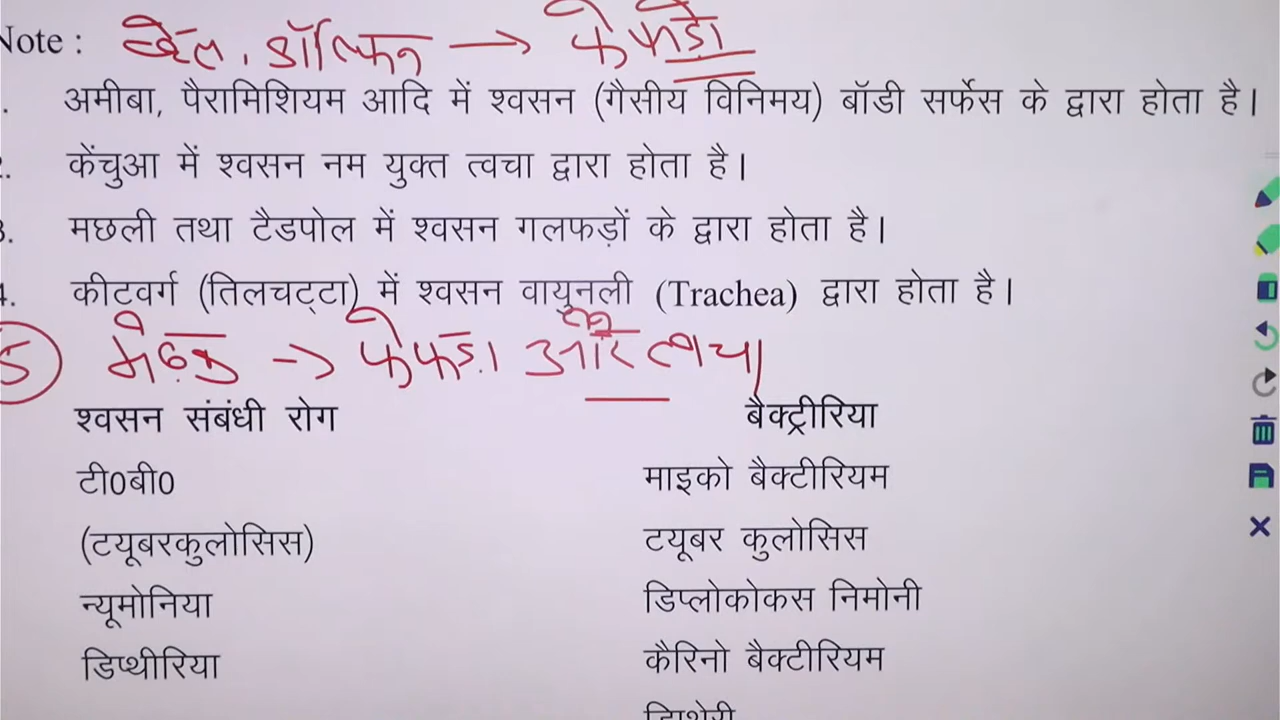 Note : व्हेल, डॉल्फिन → फेफड़ो
. अमीबा, पैरामिशियम आदि में श्वसन (गैसीय विनिमय) बॉडी सर्फेस के द्वारा होता है।
2. केंचुआ में श्वसन नम युक्त त्वचा द्वारा होता है।
3. मछली तथा टैडपोल में श्वसन गलफड़ों के द्वारा होता है।
4. कीटवर्ग (तिलचट्टा) में श्वसन वायुनली (Trachea) द्वारा होता है।
5 मेढ़क → फेफड़ा और त्वचा
श्वसन संबंधी रोग बैक्ट्रीरिया
टी0बी0 माइको बैक्टीरियम
(टयूबरकुलोसिस) टयूबर कुलोसिस
न्यूमोनिया डिप्लोकोकस निमोनी
डिप्थीरिया कैरिनो बैक्टीरियम